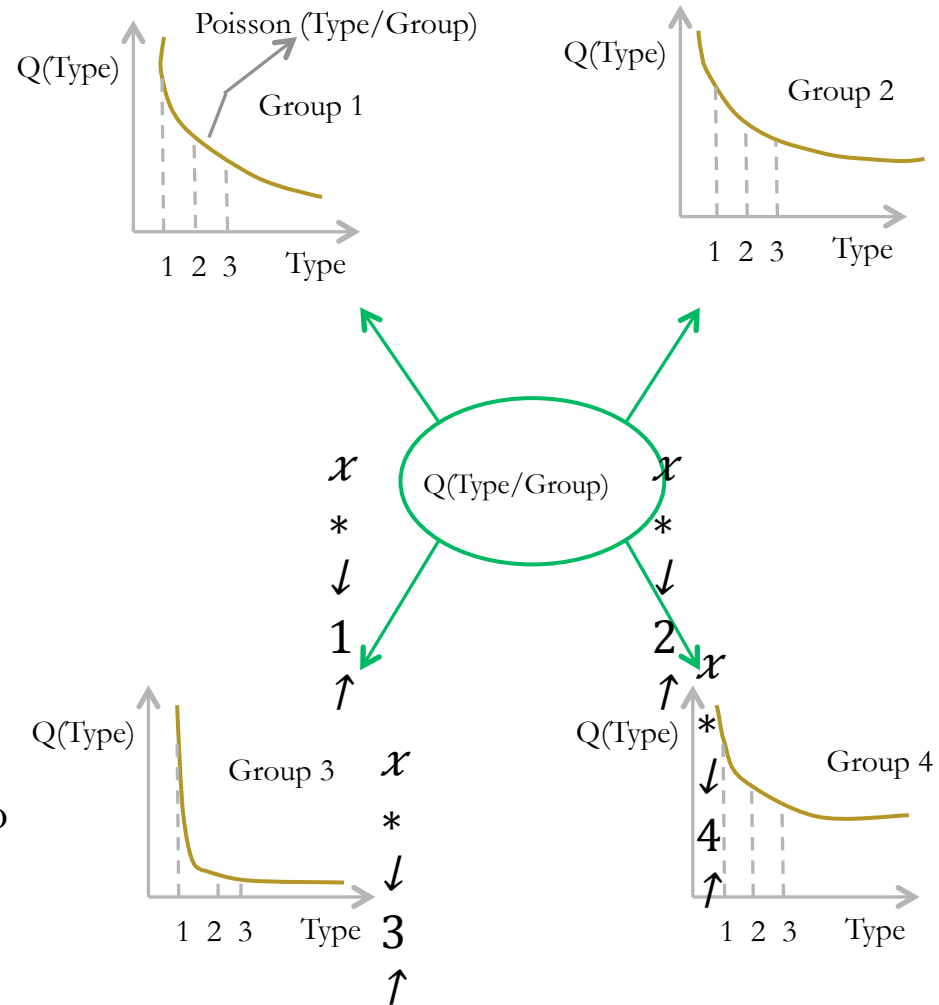 Poisson (Type/Group)
Q(Type)
Group 1
1 2 3 Type
Q(Type)
Group 2
1 2 3 Type
Q(Type/Group)
x
*
↓
1
↑
x
*
↓
2
↑
Q(Type)
Group 3
1 2 3 Type
x
*
↓
3
↑
Q(Type)
Group 4
1 2 3 Type
x
*
↓
4
↑